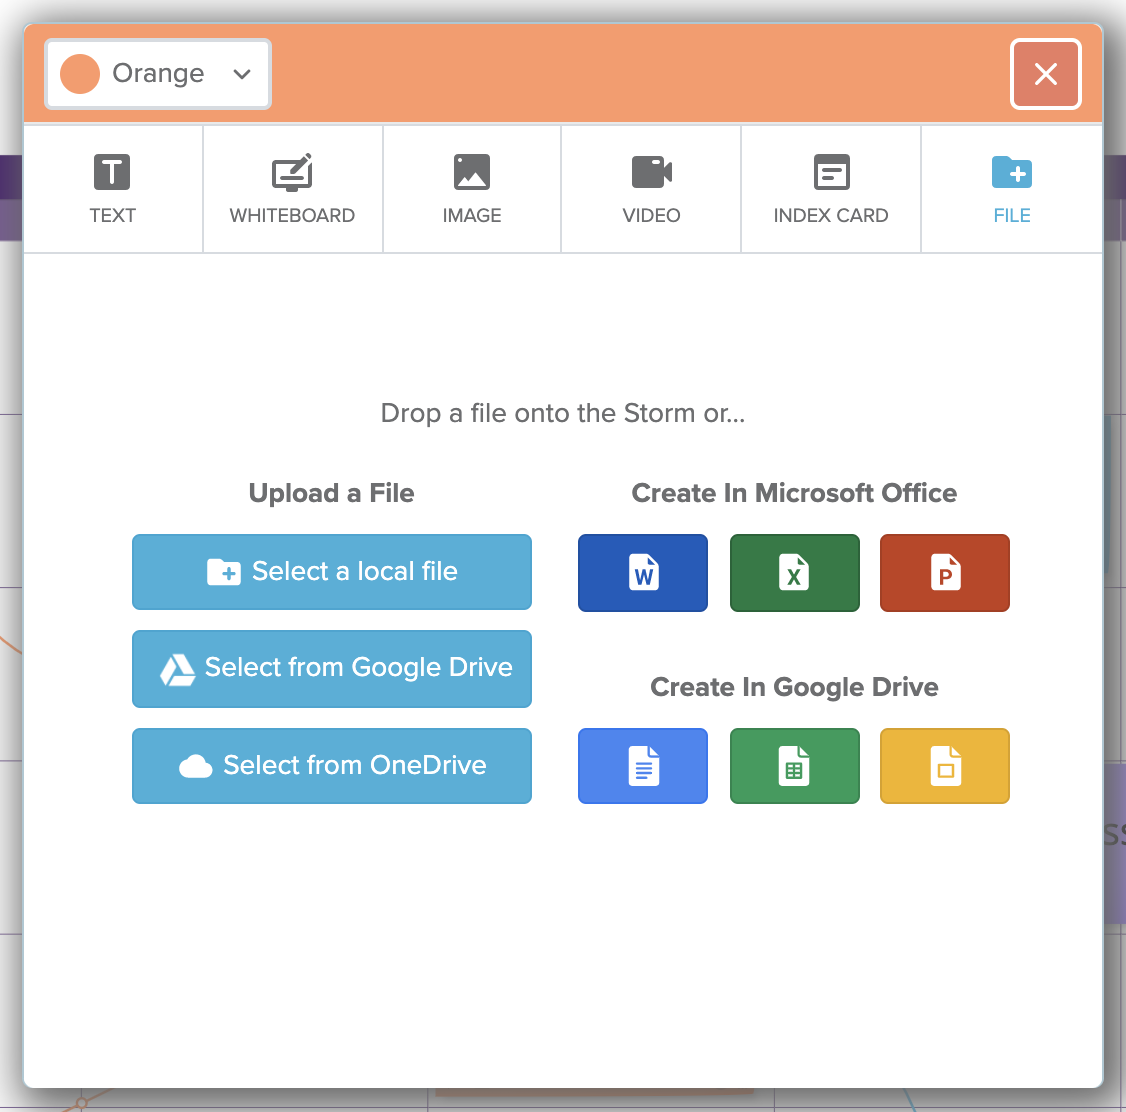 Orange
TEXT
WHITEBOARD
IMAGE
VIDEO
INDEX CARD
FILE
Drop a file onto the Storm or...
Upload a File
Create In Microsoft Office
Select a local file
W
X
P
Select from Google Drive
Create In Google Drive
Select from OneDrive